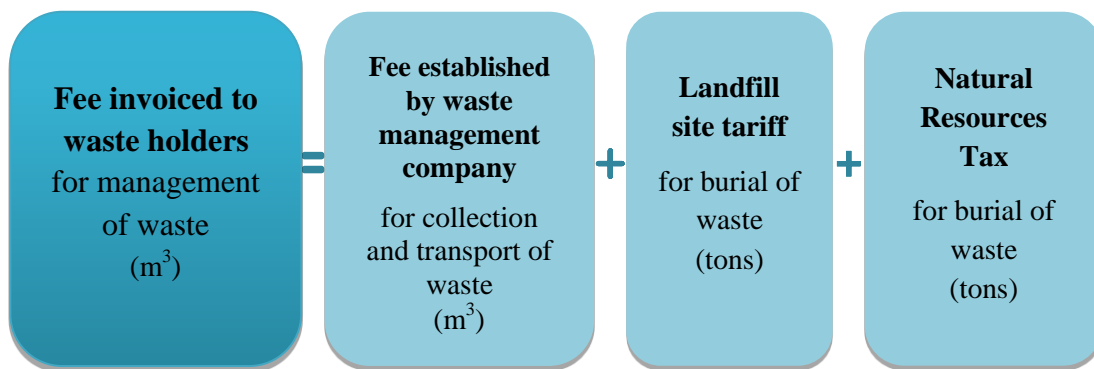 Fee invoiced to
waste holders
for management
of waste
(m³)
=
Fee established
by waste
management
company
for collection
and transport of
waste
(m³)
+
Landfill
site tariff
for burial of
waste
(tons)
+
Natural
Resources
Tax
for burial of
waste
(tons)